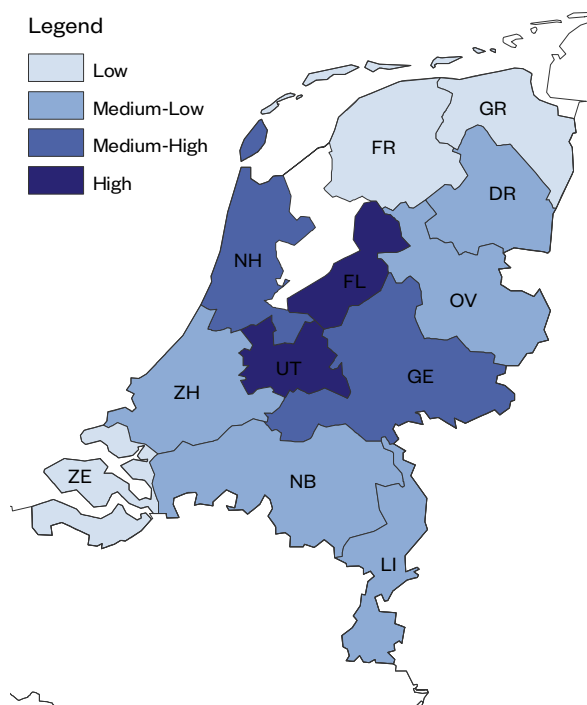 Legend
Low
Medium-Low
Medium-High
High
GR
FR
DR
NH
FL
OV
UT
GE
ZH
ZE
NB
LI